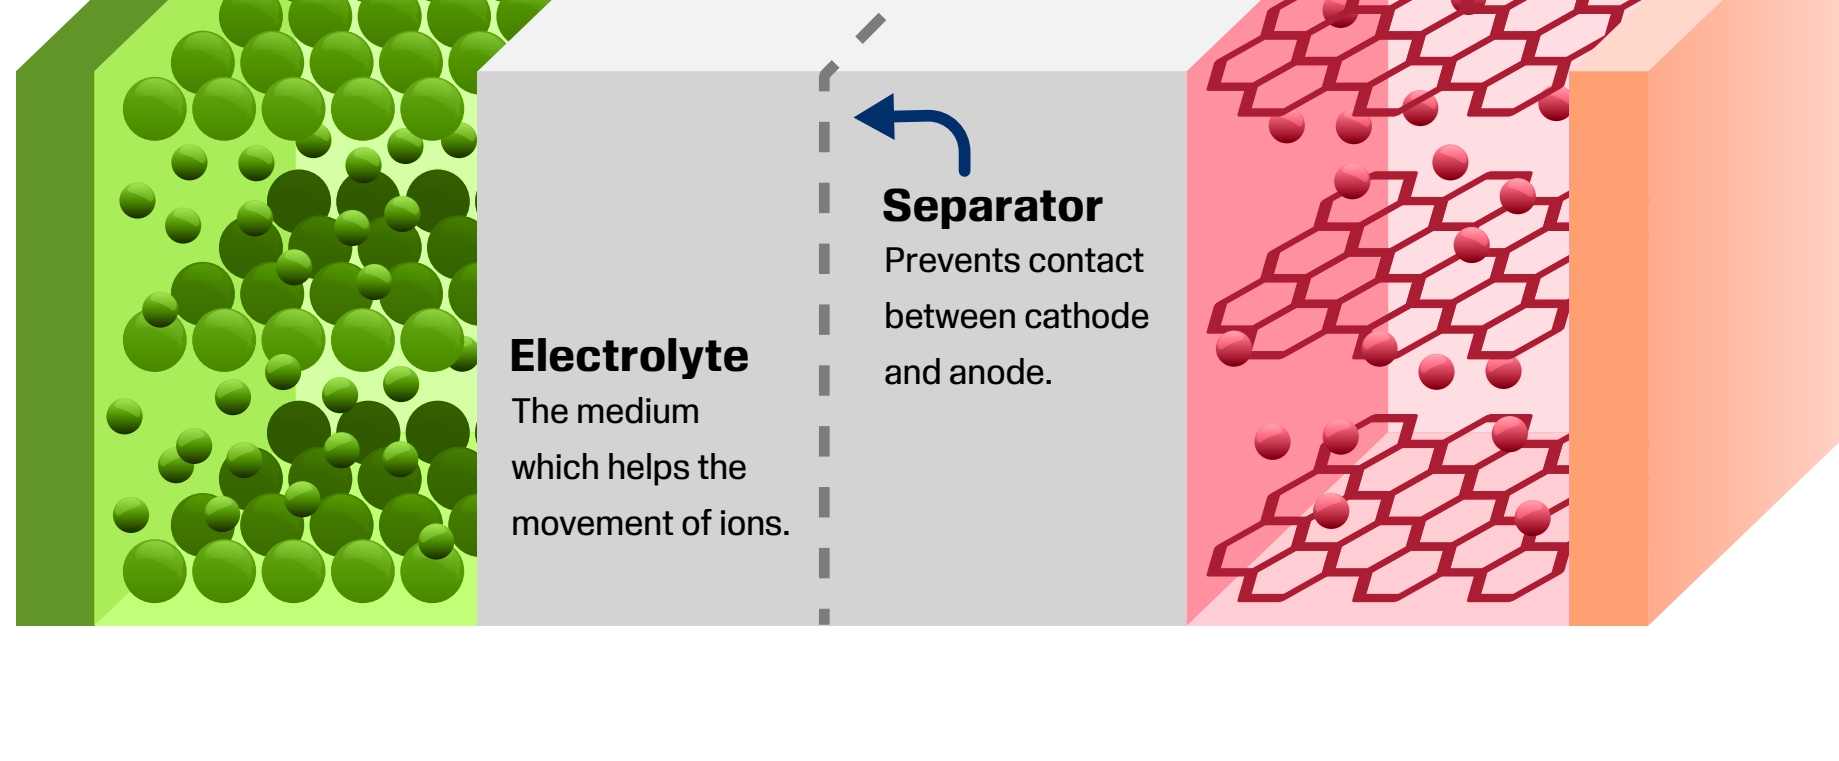 Separator
Prevents contact
between cathode
and anode.
Electrolyte
The medium
which helps the
movement of ions.